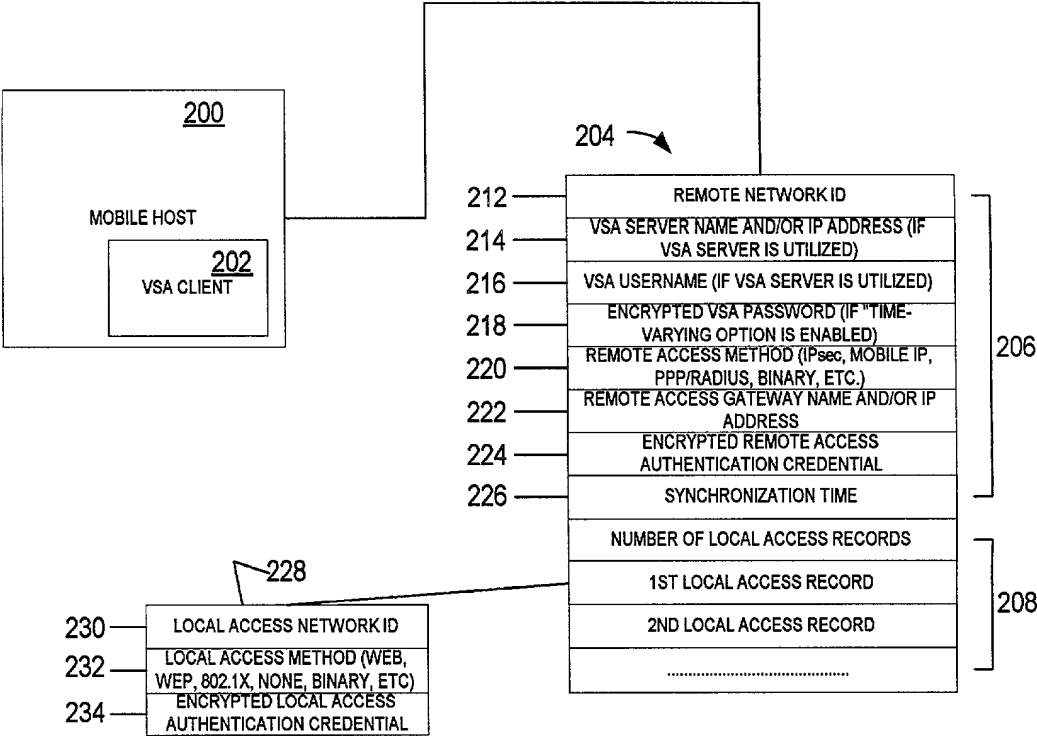 200
MOBILE HOST
202
VSA CLIENT
204
212
REMOTE NETWORK ID
214
VSA SERVER NAME AND/OR IP ADDRESS (IF
VSA SERVER IS UTILIZED)
216
VSA USERNAME (IF VSA SERVER IS UTILIZED)
218
ENCRYPTED VSA PASSWORD (IF "TIME-
VARYING OPTION IS ENABLED)
220
REMOTE ACCESS METHOD (IPsec, MOBILE IP,
PPP/RADIUS, BINARY, ETC.)
222
REMOTE ACCESS GATEWAY NAME AND/OR IP
ADDRESS
224
ENCRYPTED REMOTE ACCESS
AUTHENTICATION CREDENTIAL
226
SYNCHRONIZATION TIME
206
NUMBER OF LOCAL ACCESS RECORDS
1ST LOCAL ACCESS RECORD
2ND LOCAL ACCESS RECORD
........................................
208
228
230
LOCAL ACCESS NETWORK ID
232
LOCAL ACCESS METHOD (WEB,
WEP, 802.1X, NONE, BINARY, ETC)
234
ENCRYPTED LOCAL ACCESS
AUTHENTICATION CREDENTIAL